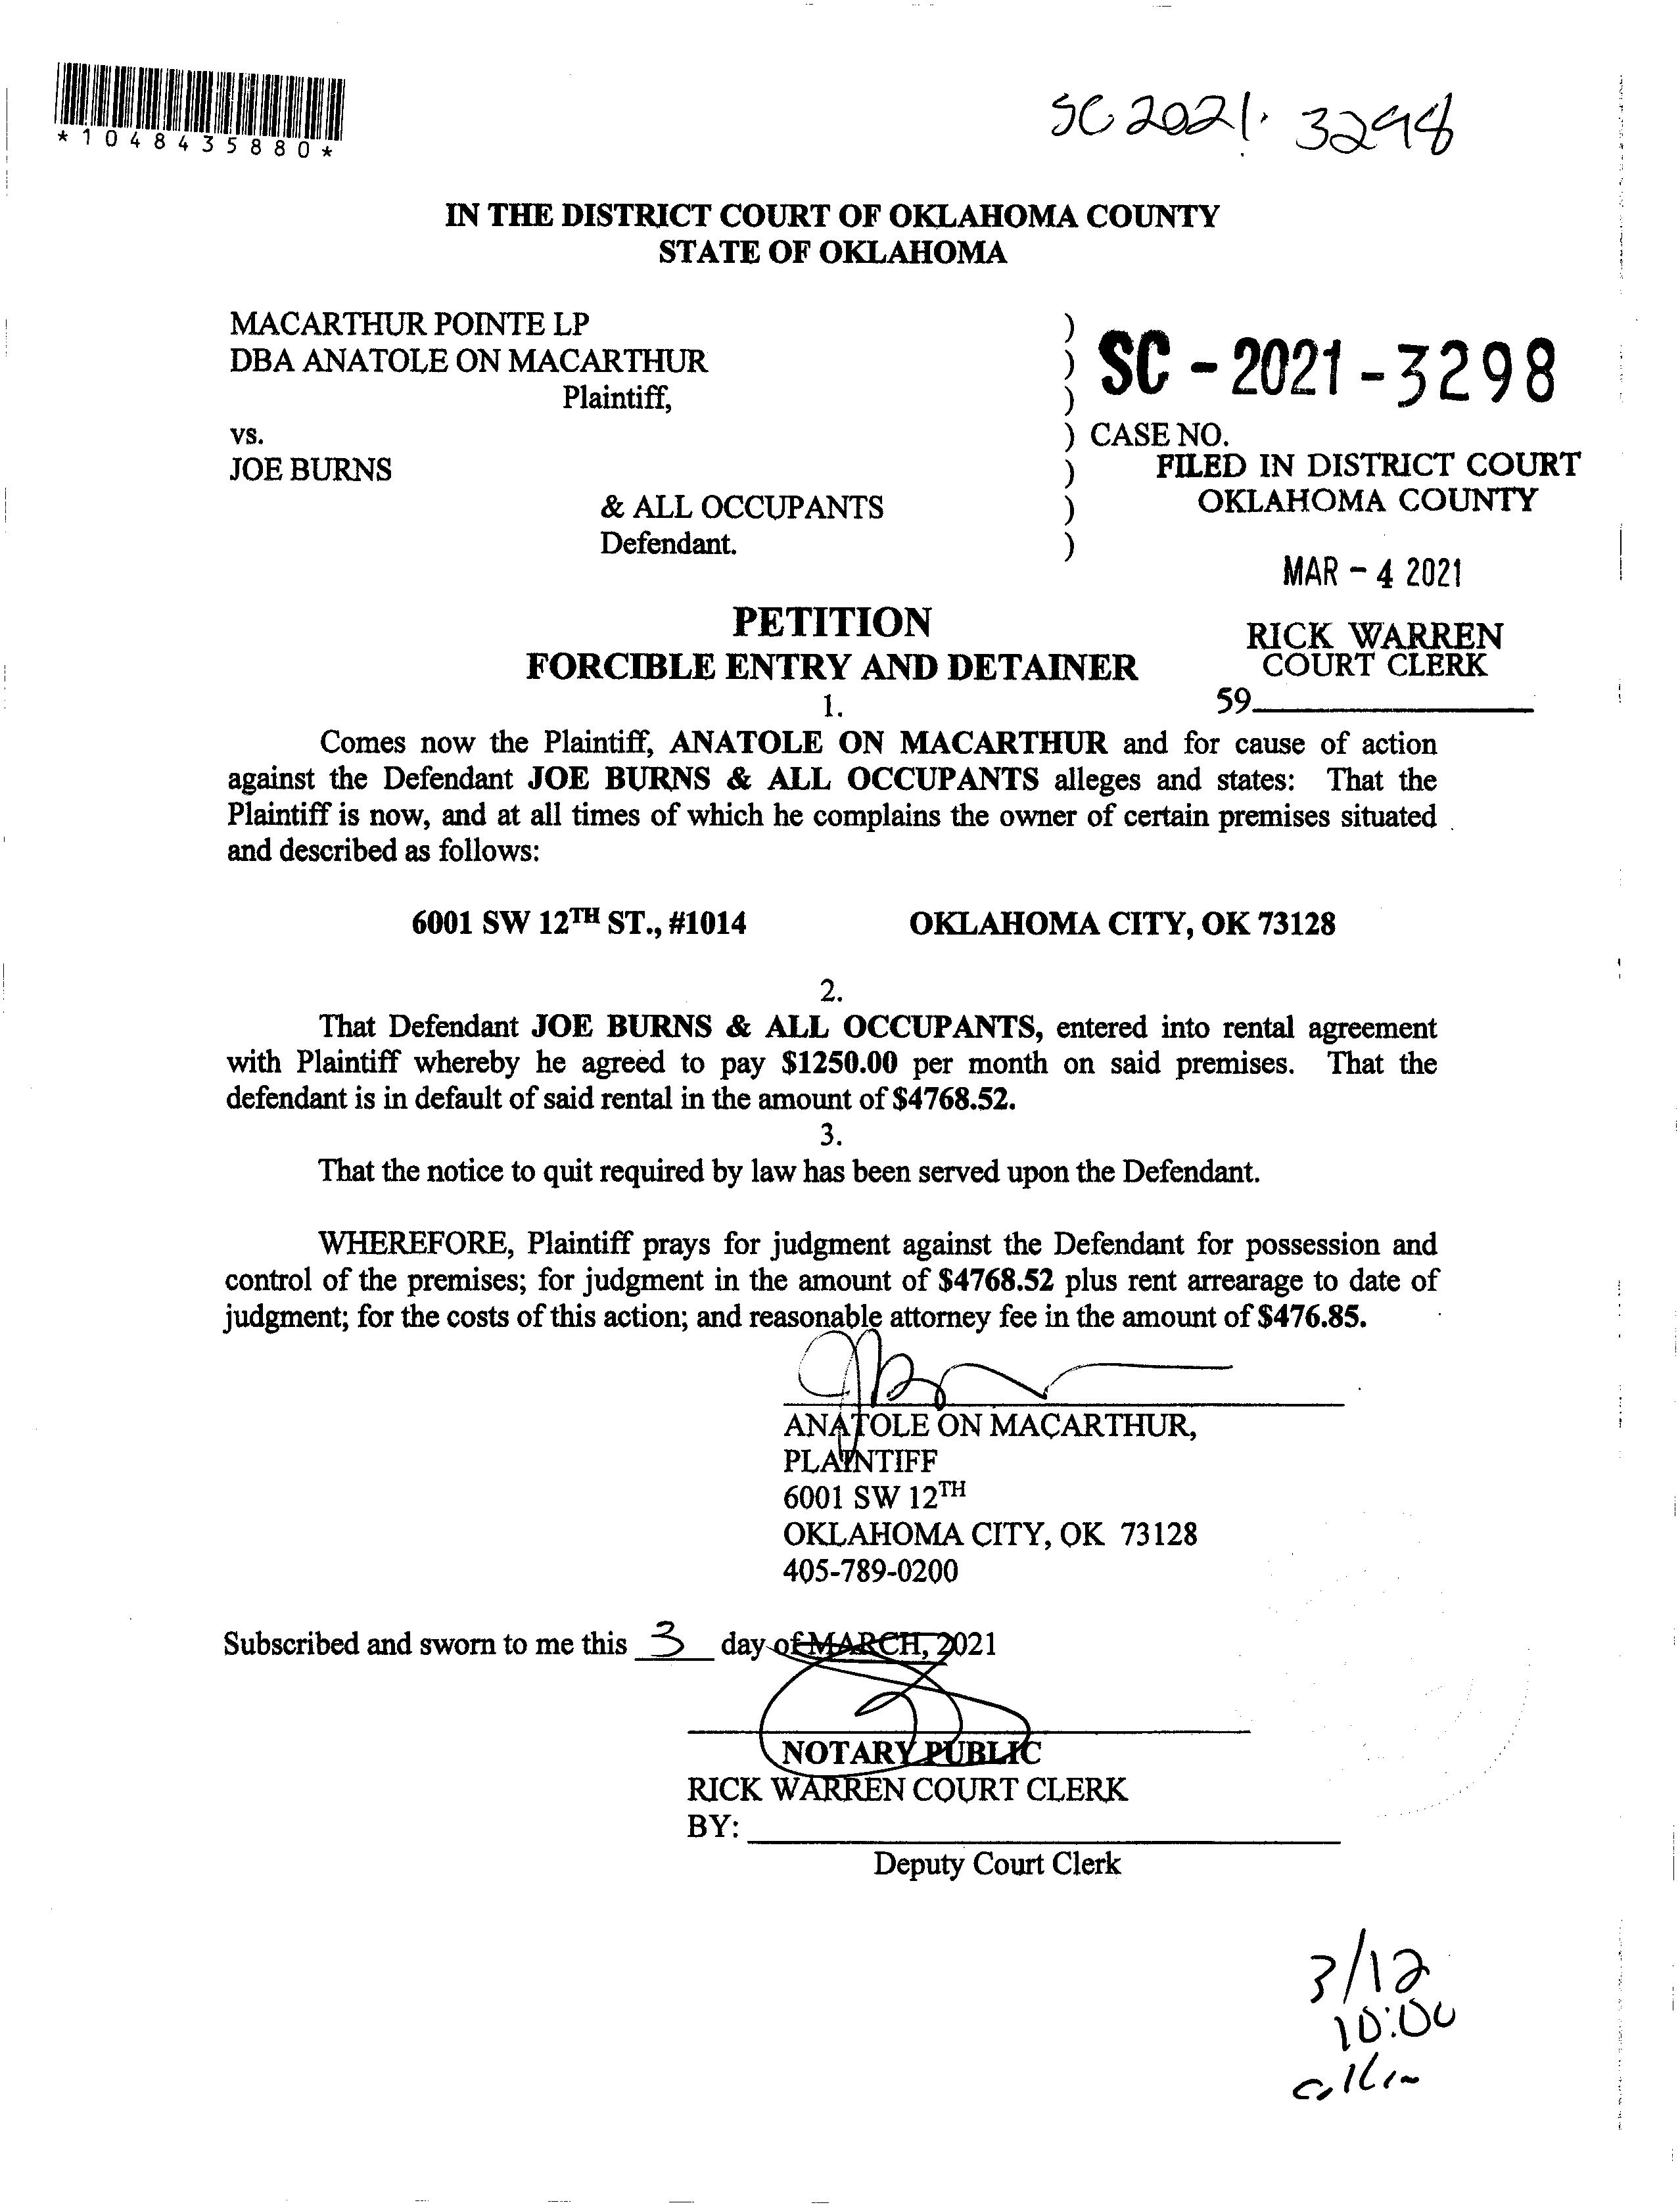 *1048435880*
SC 2021. 3298
IN THE DISTRICT COURT OF OKLAHOMA COUNTY
STATE OF OKLAHOMA
MACARTHUR POINTE LP )
DBA ANATOLE ON MACARTHUR )
Plaintiff, )
SC - 2021 - 3298
vs. ) CASE NO.
JOE BURNS ) FILED IN DISTRICT COURT
& ALL OCCUPANTS ) OKLAHOMA COUNTY
Defendant. )
MAR - 4 2021
PETITION
RICK WARREN
FORCIBLE ENTRY AND DETAINER COURT CLERK
1. 59
Comes now the Plaintiff, ANATOLE ON MACARTHUR and for cause of action
against the Defendant JOE BURNS & ALL OCCUPANTS alleges and states: That the
Plaintiff is now, and at all times of which he complains the owner of certain premises situated
and described as follows:
6001 SW 12TH ST., #1014 OKLAHOMA CITY, OK 73128
2.
That Defendant JOE BURNS & ALL OCCUPANTS, entered into rental agreement
with Plaintiff whereby he agreed to pay $1250.00 per month on said premises. That the
defendant is in default of said rental in the amount of $4768.52.
3.
That the notice to quit required by law has been served upon the Defendant.
WHEREFORE, Plaintiff prays for judgment against the Defendant for possession and
control of the premises; for judgment in the amount of $4768.52 plus rent arrearage to date of
judgment; for the costs of this action; and reasonable attorney fee in the amount of $476.85.
ANATOLE ON MACARTHUR,
PLAINTIFF
6001 SW 12TH
OKLAHOMA CITY, OK 73128
405-789-0200
Subscribed and sworn to me this 3 day of MARCH, 2021
NOTARY PUBLIC
RICK WARREN COURT CLERK
BY:
Deputy Court Clerk
3/12
10:00